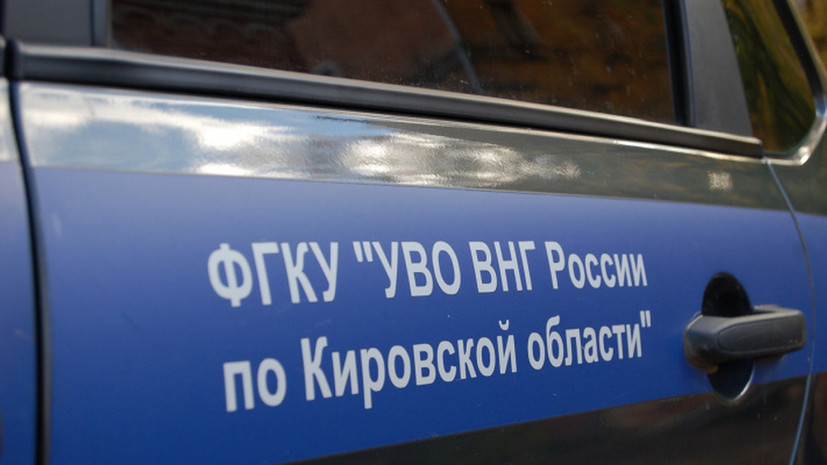 ФГКУ "УВО ВНГ России
по Кировской области"